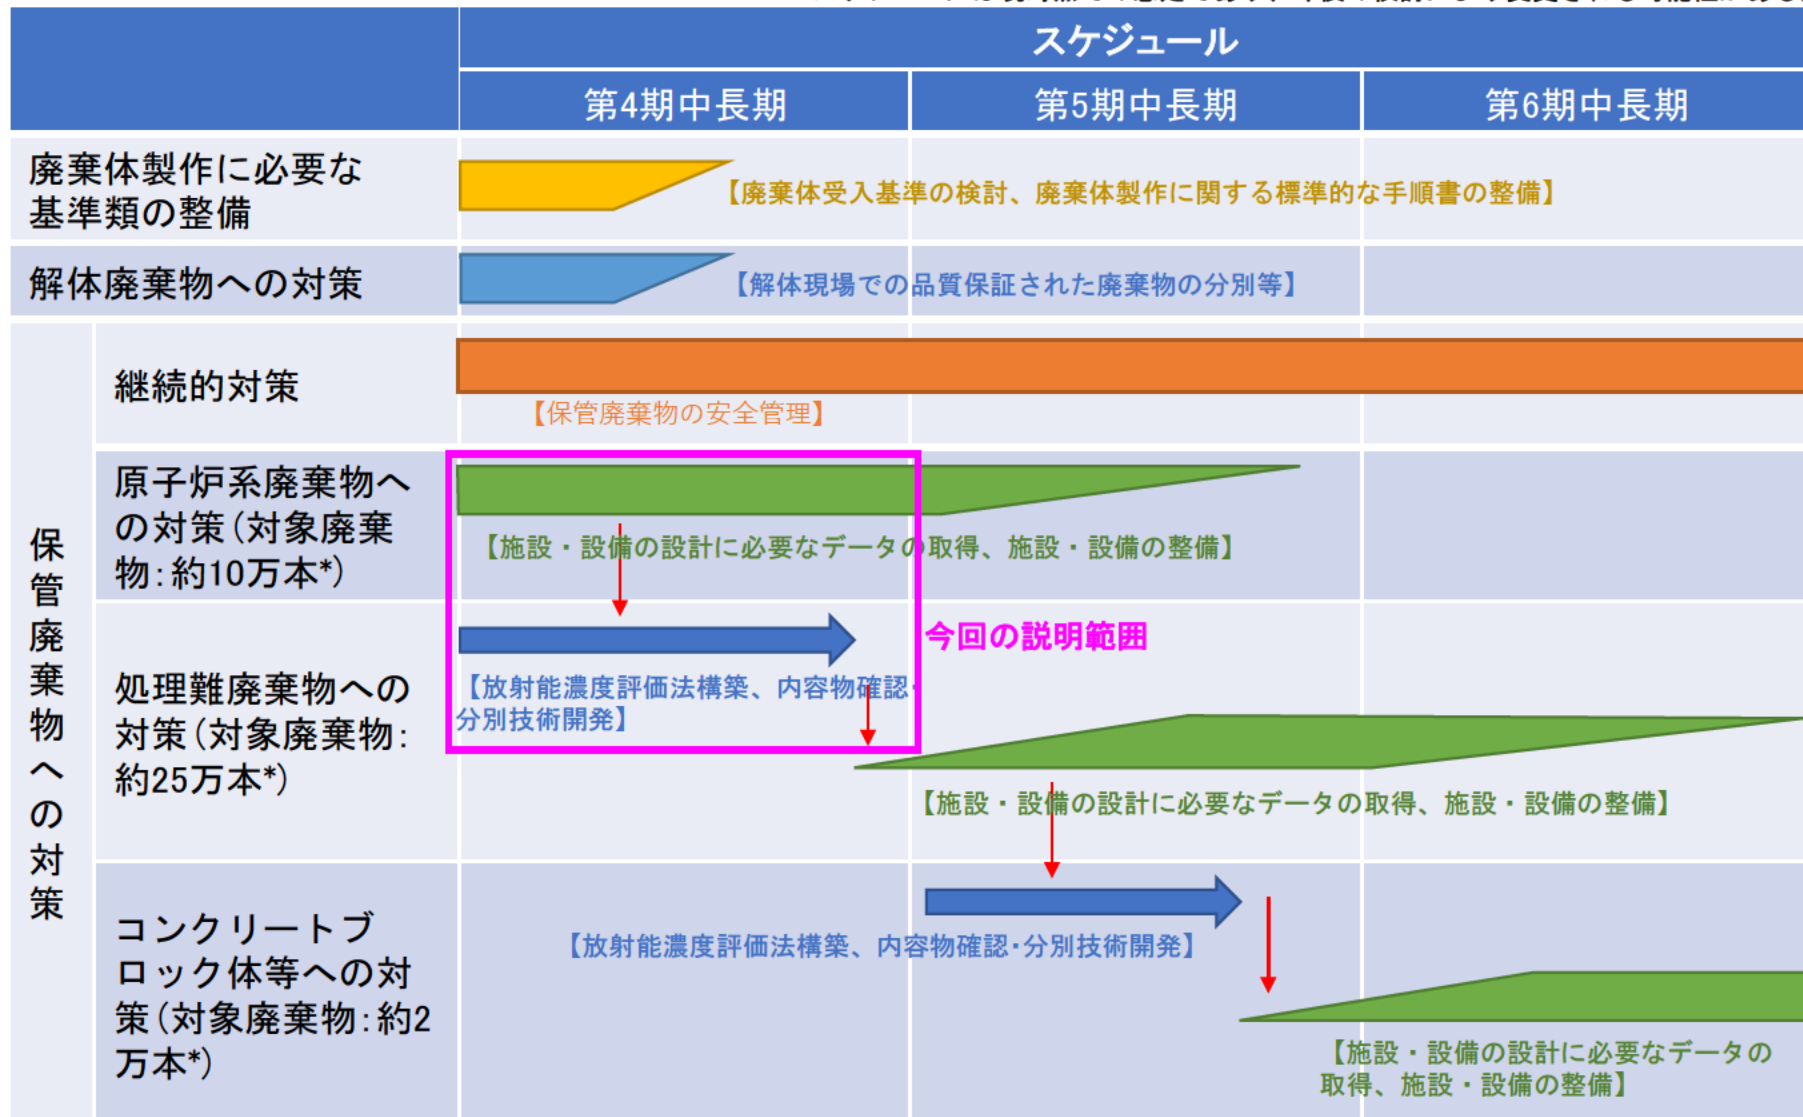 スケジュール
第4期中長期
第5期中長期
第6期中長期
廃棄体製作に必要な
基準類の整備
【廃棄体受入基準の検討、廃棄体製作に関する標準的な手順書の整備】
解体廃棄物への対策
【解体現場での品質保証された廃棄物の分別等】
保管廃棄物への対策
継続的対策
【保管廃棄物の安全管理】
原子炉系廃棄物へ
の対策(対象廃棄
物:約10万本*)
【施設・設備の設計に必要なデータの取得、施設・設備の整備】
今回の説明範囲
処理難廃棄物への
対策(対象廃棄物:
約25万本*)
【放射能濃度評価法構築、内容物確認・
分別技術開発】
【施設・設備の設計に必要なデータの取得、施設・設備の整備】
コンクリートブ
ロック体等への対
策(対象廃棄物:約2
万本*)
【放射能濃度評価法構築、内容物確認・分別技術開発】
【施設・設備の設計に必要なデータの
取得、施設・設備の整備】